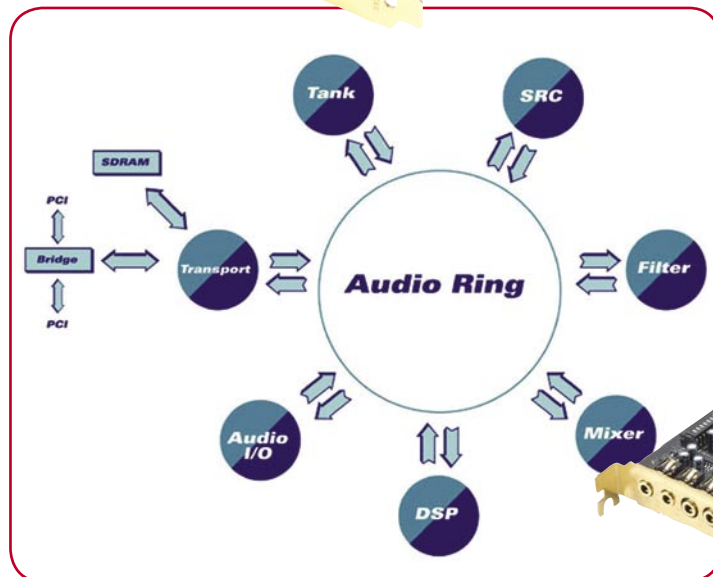 Tank
SRC
SDRAM
PCI
Bridge
Transport
PCI
Audio Ring
Filter
Audio
I/O
Mixer
DSP